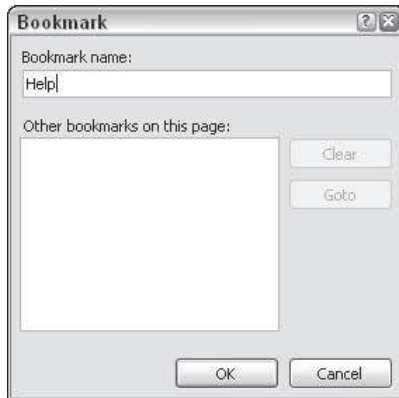 Bookmark
Bookmark name:
Help
Other bookmarks on this page:
Clear
Goto
OK
Cancel